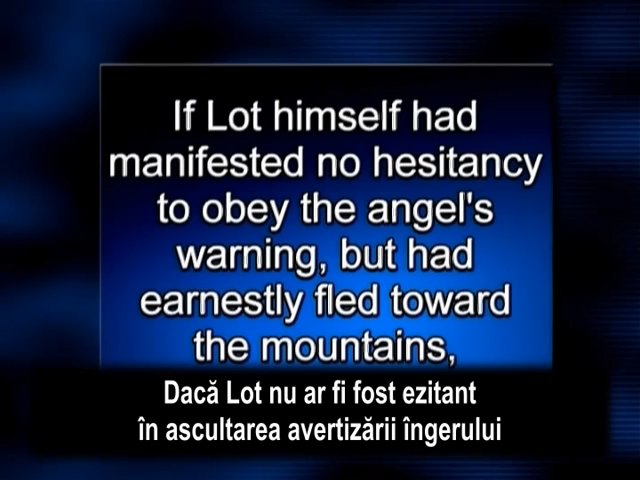 If Lot himself had
manifested no hesitancy
to obey the angel's
warning, but had
earnestly fled toward
the mountains,
Dacă Lot nu ar fi fost ezitant
în ascultarea avertizării îngerului